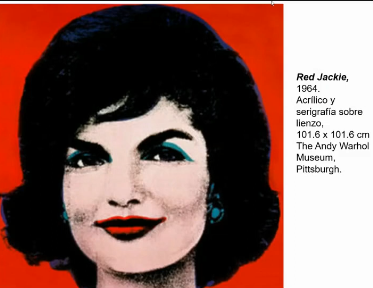 Red Jackie,
1964.
Acrílico y
serigrafía sobre
lienzo,
101.6 x 101.6 cm
The Andy Warhol
Museum,
Pittsburgh.